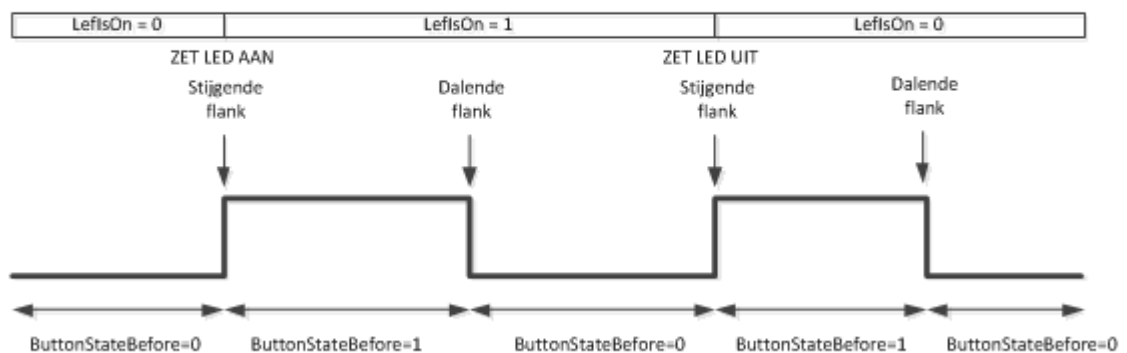 LefIsOn = 0
LefIsOn = 1
LefIsOn = 0
ZET LED AAN
ZET LED UIT
Stijgende
flank
Dalende
flank
Stijgende
flank
Dalende
flank
ButtonStateBefore=0
ButtonStateBefore=1
ButtonStateBefore=0
ButtonStateBefore=1
ButtonStateBefore=0